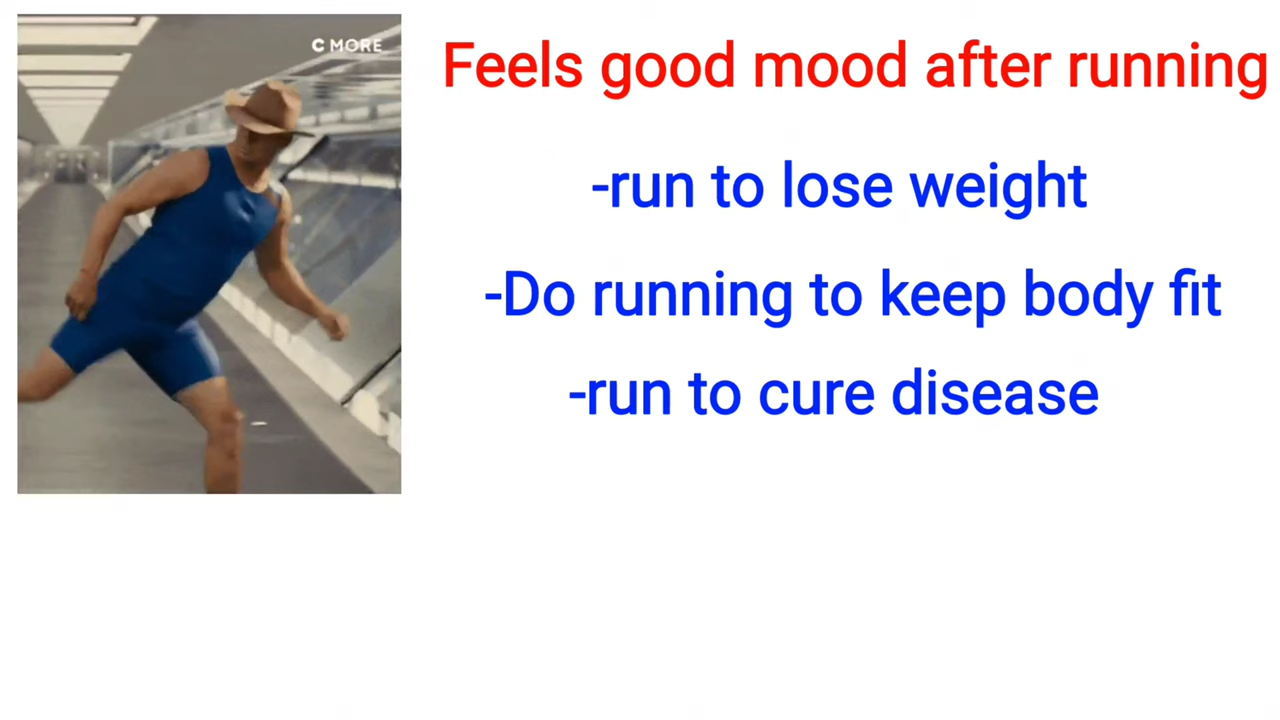 C MORE
Feels good mood after running
-run to lose weight
-Do running to keep body fit
-run to cure disease